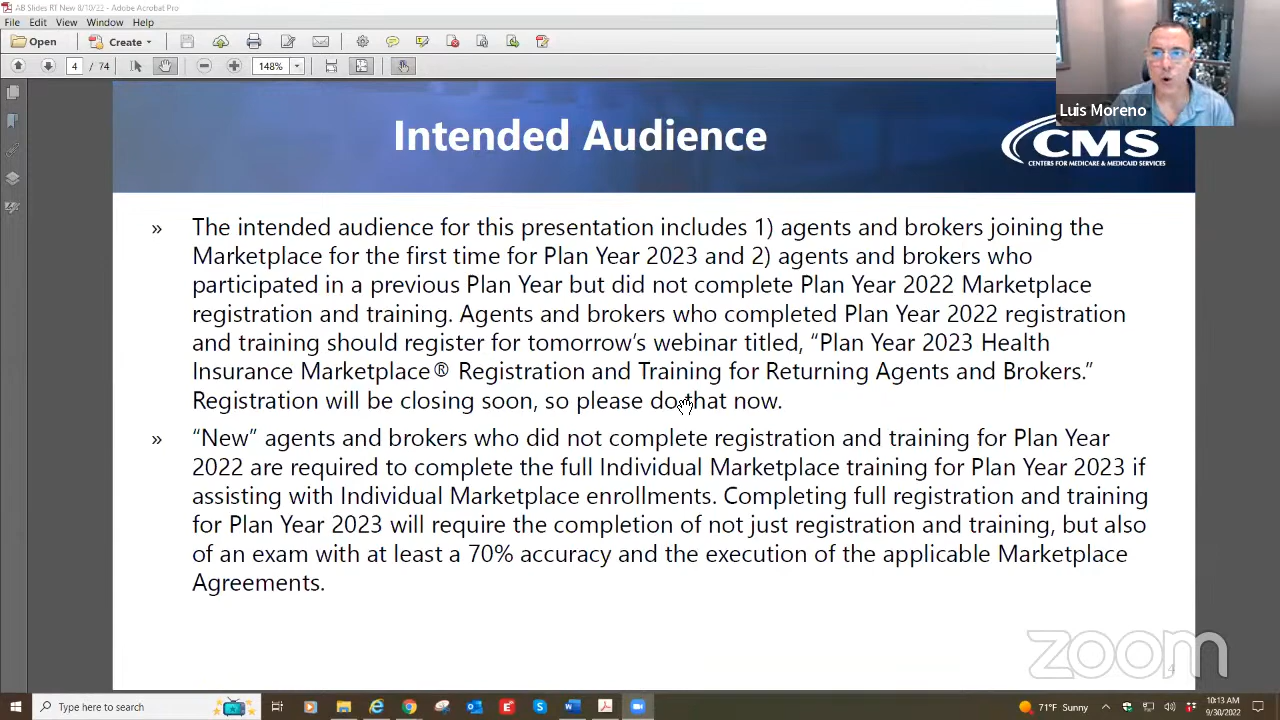 AB Slides RT New 8/10/22 - Adobe Acrobat Pro
File Edit View Window Help
Open Create
4 / 74 148%
Luis Moreno
Intended Audience
CMS
CENTERS FOR MEDICARE & MEDICAID SERVICES
» The intended audience for this presentation includes 1) agents and brokers joining the
Marketplace for the first time for Plan Year 2023 and 2) agents and brokers who
participated in a previous Plan Year but did not complete Plan Year 2022 Marketplace
registration and training. Agents and brokers who completed Plan Year 2022 registration
and training should register for tomorrow’s webinar titled, “Plan Year 2023 Health
Insurance Marketplace® Registration and Training for Returning Agents and Brokers.”
Registration will be closing soon, so please do that now.
» “New” agents and brokers who did not complete registration and training for Plan Year
2022 are required to complete the full Individual Marketplace training for Plan Year 2023 if
assisting with Individual Marketplace enrollments. Completing full registration and training
for Plan Year 2023 will require the completion of not just registration and training, but also
of an exam with at least a 70% accuracy and the execution of the applicable Marketplace
Agreements.
zoom
4
Type here to search
71°F Sunny
10:13 AM
9/30/2022